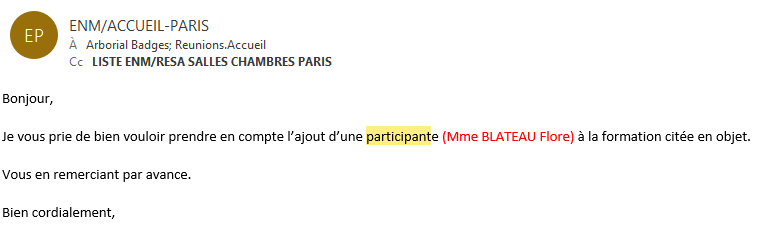 EP
ENM/ACCUEIL-PARIS
À Arborial Badges; Reunions.Accueil
Cc LISTE ENM/RESA SALLES CHAMBRES PARIS
Bonjour,
Je vous prie de bien vouloir prendre en compte l’ajout d’une participante (Mme BLATEAU Flore) à la formation citée en objet.
Vous en remerciant par avance.
Bien cordialement,